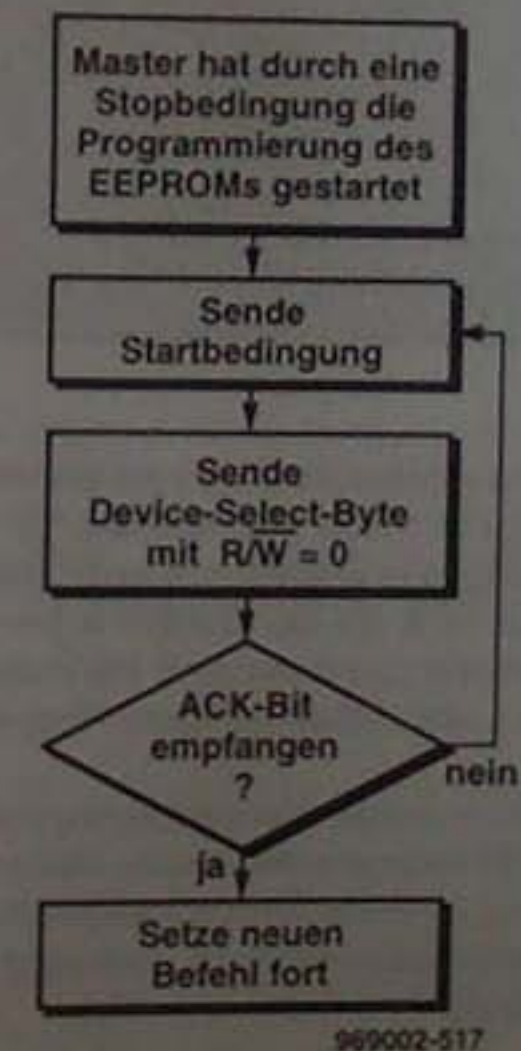 Master hat durch eine
Stopbedingung die
Programmierung des
EEPROMs gestartet
Sende
Startbedingung
Sende
Device-Select-Byte
mit R/W̅ = 0
ACK-Bit
empfangen
?
nein
ja
Setze neuen
Befehl fort
969002-517